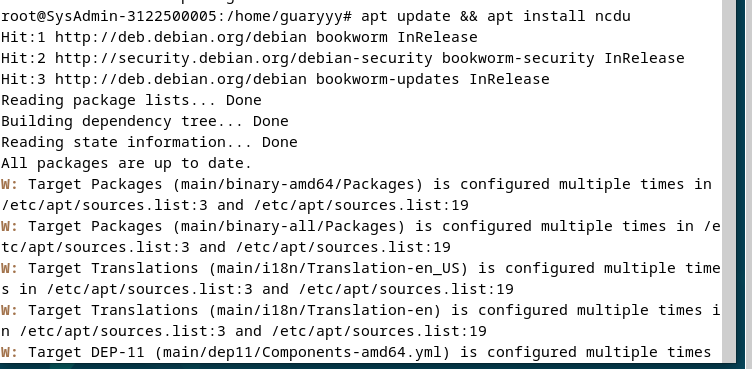 root@SysAdmin-3122500005:/home/guaryyy# apt update && apt install ncdu
Hit:1 http://deb.debian.org/debian bookworm InRelease
Hit:2 http://security.debian.org/debian-security bookworm-security InRelease
Hit:3 http://deb.debian.org/debian bookworm-updates InRelease
Reading package lists... Done
Building dependency tree... Done
Reading state information... Done
All packages are up to date.
W: Target Packages (main/binary-amd64/Packages) is configured multiple times in
/etc/apt/sources.list:3 and /etc/apt/sources.list:19
W: Target Packages (main/binary-all/Packages) is configured multiple times in /e
tc/apt/sources.list:3 and /etc/apt/sources.list:19
W: Target Translations (main/i18n/Translation-en_US) is configured multiple time
s in /etc/apt/sources.list:3 and /etc/apt/sources.list:19
W: Target Translations (main/i18n/Translation-en) is configured multiple times i
n /etc/apt/sources.list:3 and /etc/apt/sources.list:19
W: Target DEP-11 (main/dep11/Components-amd64.yml) is configured multiple times